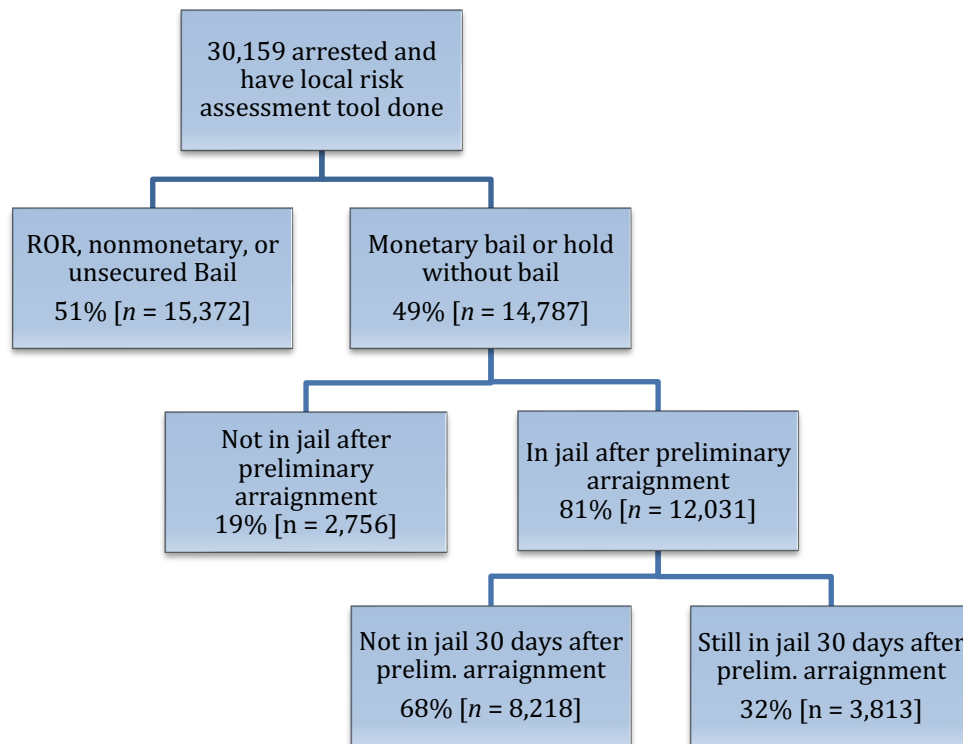 30,159 arrested and
have local risk
assessment tool done
ROR, nonmonetary, or
unsecured Bail
51% [n = 15,372]
Monetary bail or hold
without bail
49% [n = 14,787]
Not in jail after
preliminary
arraignment
19% [n = 2,756]
In jail after preliminary
arraignment
81% [n = 12,031]
Not in jail 30 days after
prelim. arraignment
68% [n = 8,218]
Still in jail 30 days after
prelim. arraignment
32% [n = 3,813]